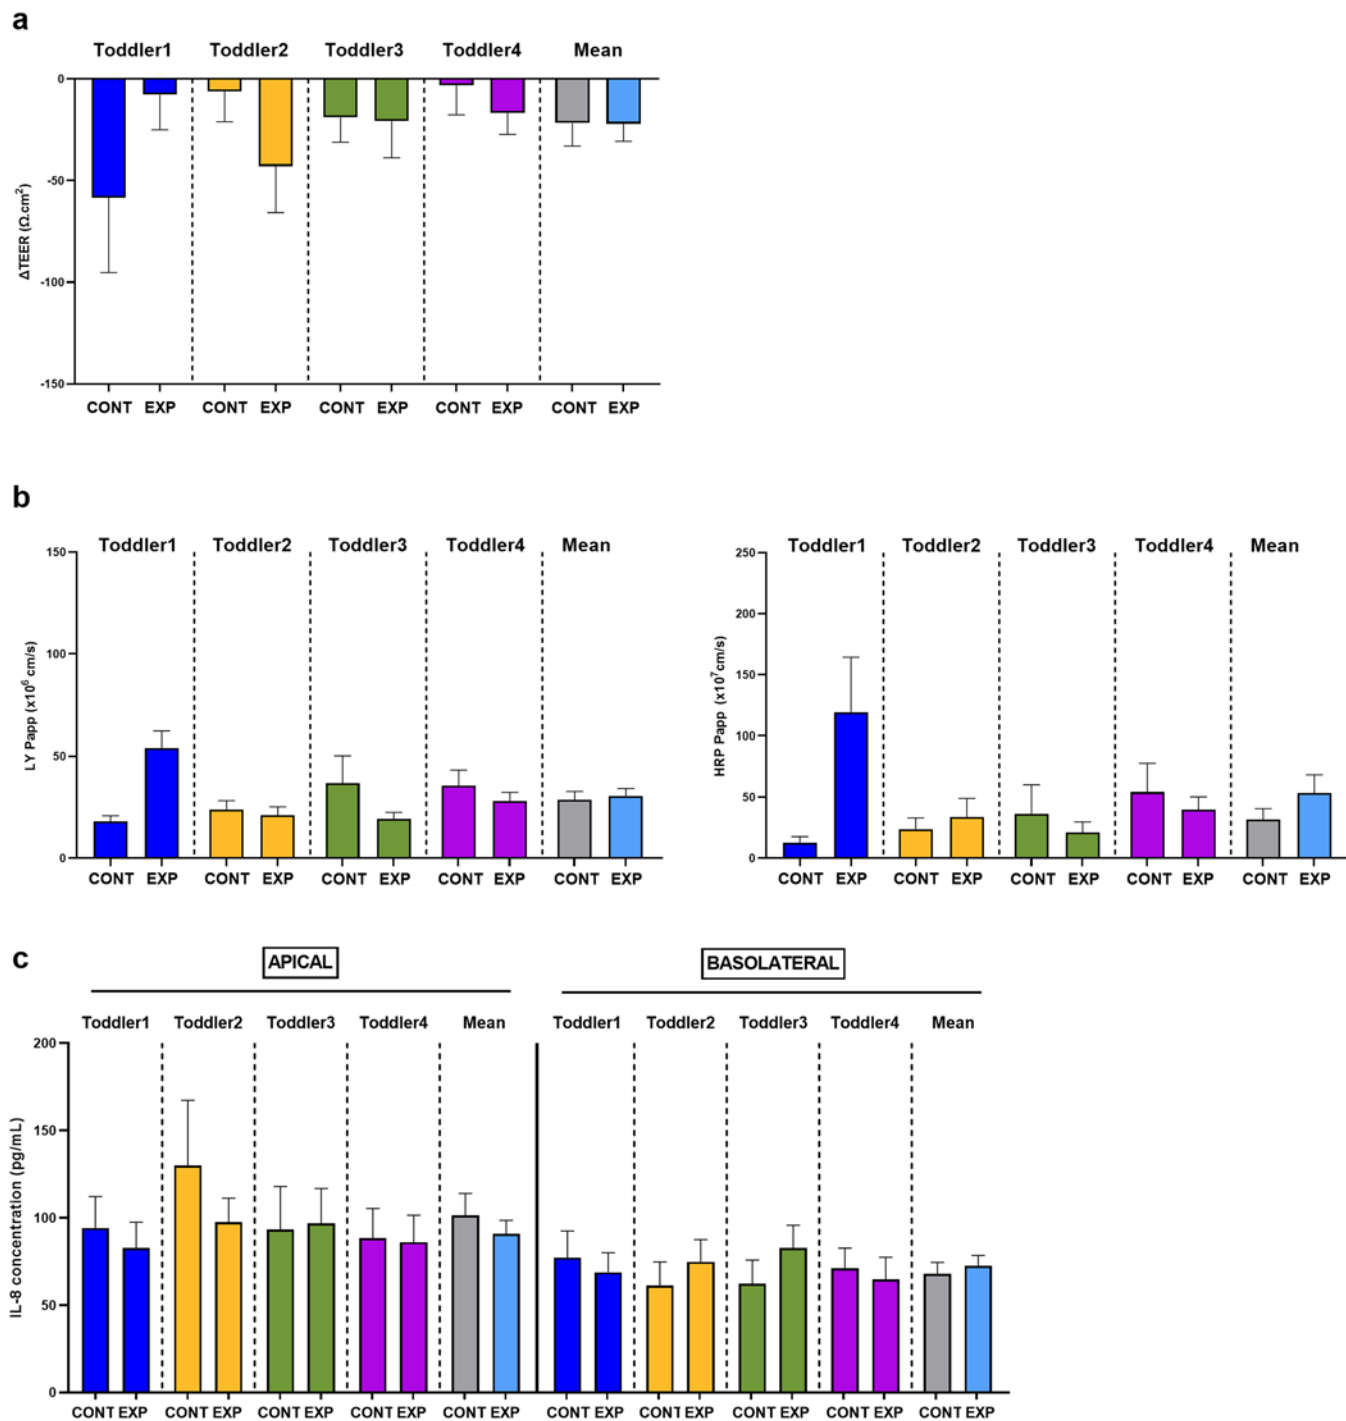 a
Toddler1 Toddler2 Toddler3 Toddler4 Mean
0
-50
-100
-150
ΔTEER (Ω.cm²)
CONT EXP CONT EXP CONT EXP CONT EXP CONT EXP
b
Toddler1 Toddler2 Toddler3 Toddler4 Mean
150
100
50
0
LY Papp (x10⁶ cm/s)
CONT EXP CONT EXP CONT EXP CONT EXP CONT EXP
Toddler1 Toddler2 Toddler3 Toddler4 Mean
250
200
150
100
50
0
HRP Papp (x10⁷cm/s)
CONT EXP CONT EXP CONT EXP CONT EXP CONT EXP
c
APICAL BASOLATERAL
Toddler1 Toddler2 Toddler3 Toddler4 Mean Toddler1 Toddler2 Toddler3 Toddler4 Mean
200
150
100
50
0
IL-8 concentration (pg/mL)
CONT EXP CONT EXP CONT EXP CONT EXP CONT EXP CONT EXP CONT EXP CONT EXP CONT EXP CONT EXP